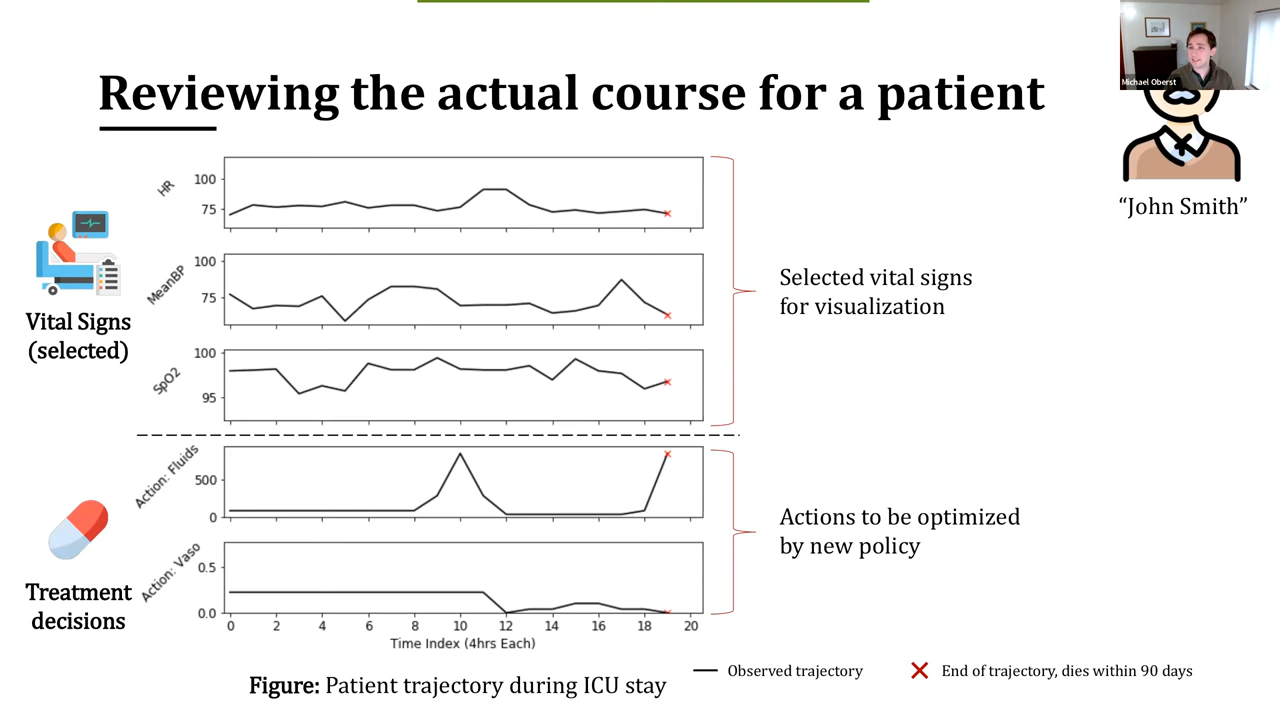 Michael Oberst
Reviewing the actual course for a patient
“John Smith”
HR
100
75
MeanBP
100
75
SpO2
100
95
Vital Signs
(selected)
Selected vital signs
for visualization
Action: Fluids
500
0
Action: Vaso
0.5
0.0
0 2 4 6 8 10 12 14 16 18 20
Time Index (4hrs Each)
Treatment
decisions
Actions to be optimized
by new policy
Observed trajectory
End of trajectory, dies within 90 days
Figure: Patient trajectory during ICU stay